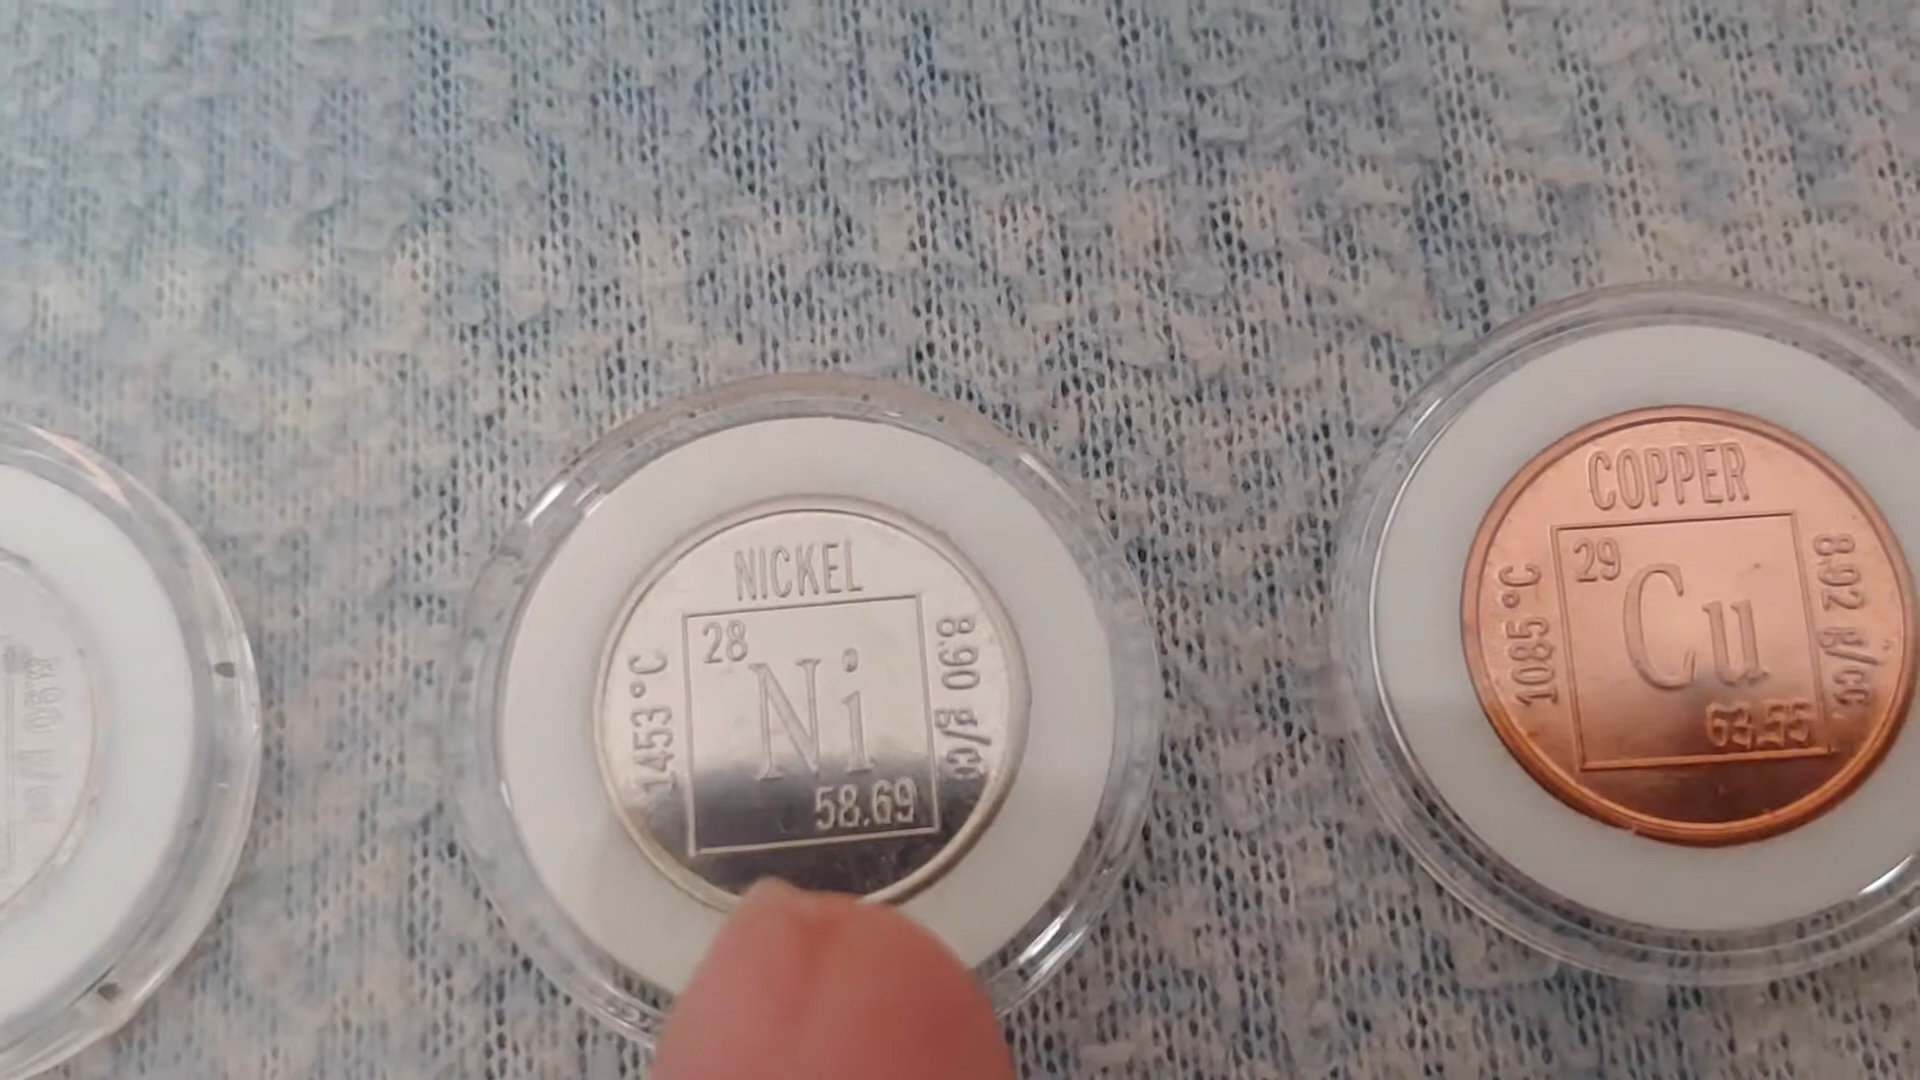 NICKEL
28
Ni
58.69
1453°C
8.90 g/cc
COPPER
29
Cu
63.55
1085°C
8.92 g/cc